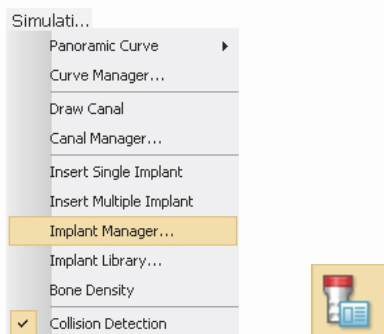 Simulati...
Panoramic Curve
Curve Manager...
Draw Canal
Canal Manager...
Insert Single Implant
Insert Multiple Implant
Implant Manager...
Implant Library...
Bone Density
Collision Detection